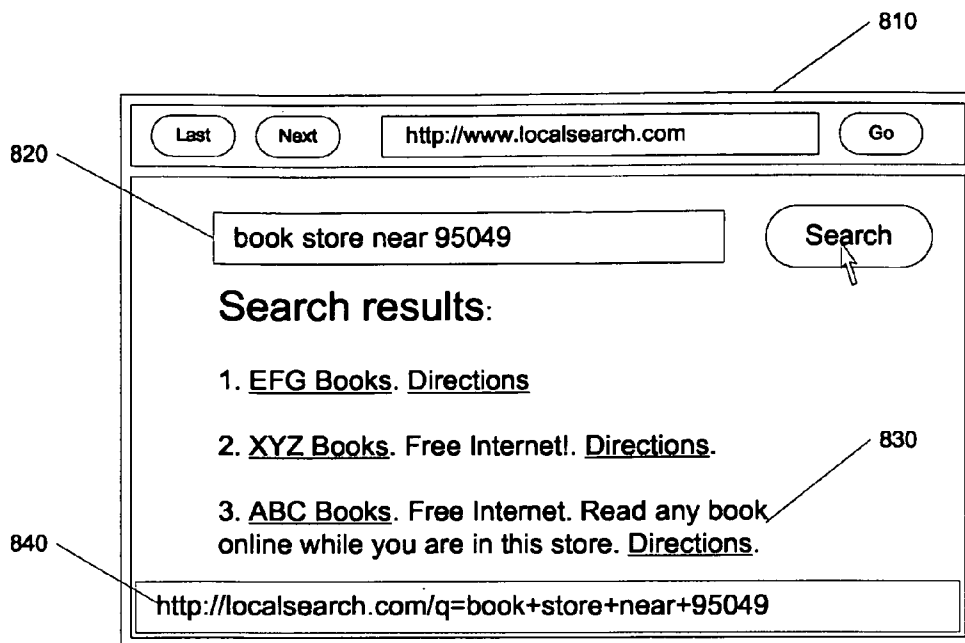 810
Last Next http://www.localsearch.com Go
820
book store near 95049 Search
Search results:
1. EFG Books. Directions
2. XYZ Books. Free Internet!. Directions.
830
3. ABC Books. Free Internet. Read any book
online while you are in this store. Directions.
840
http://localsearch.com/q=book+store+near+95049